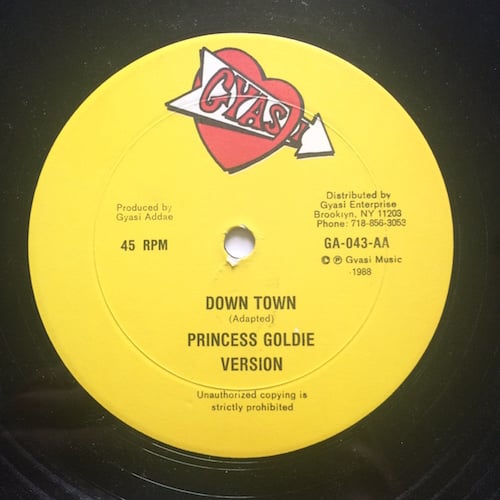 GYASI
Produced by
Gyasi Addae
45 RPM
Distributed by
Gyasi Enterprise
Brooklyn, NY 11203
Phone: 718-856-3052
GA-043-AA
© ℗ Gyasi Music
1988
DOWN TOWN
(Adapted)
PRINCESS GOLDIE
VERSION
Unauthorized copying is
strictly prohibited